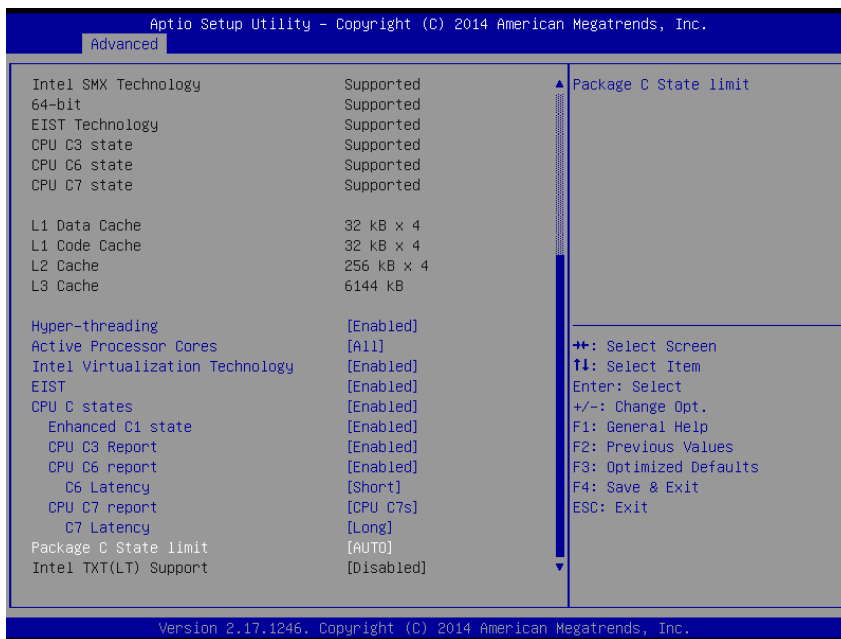 Aptio Setup Utility – Copyright (C) 2014 American Megatrends, Inc.
Advanced
Intel SMX Technology Supported
64-bit Supported
EIST Technology Supported
CPU C3 state Supported
CPU C6 state Supported
CPU C7 state Supported
L1 Data Cache 32 kB x 4
L1 Code Cache 32 kB x 4
L2 Cache 256 kB x 4
L3 Cache 6144 kB
Hyper-threading [Enabled]
Active Processor Cores [All]
Intel Virtualization Technology [Enabled]
EIST [Enabled]
CPU C states [Enabled]
Enhanced C1 state [Enabled]
CPU C3 Report [Enabled]
CPU C6 report [Enabled]
C6 Latency [Short]
CPU C7 report [CPU C7s]
C7 Latency [Long]
Package C State limit [AUTO]
Intel TXT(LT) Support [Disabled]
Package C State limit
→←: Select Screen
↑↓: Select Item
Enter: Select
+/-: Change Opt.
F1: General Help
F2: Previous Values
F3: Optimized Defaults
F4: Save & Exit
ESC: Exit
Version 2.17.1246. Copyright (C) 2014 American Megatrends, Inc.